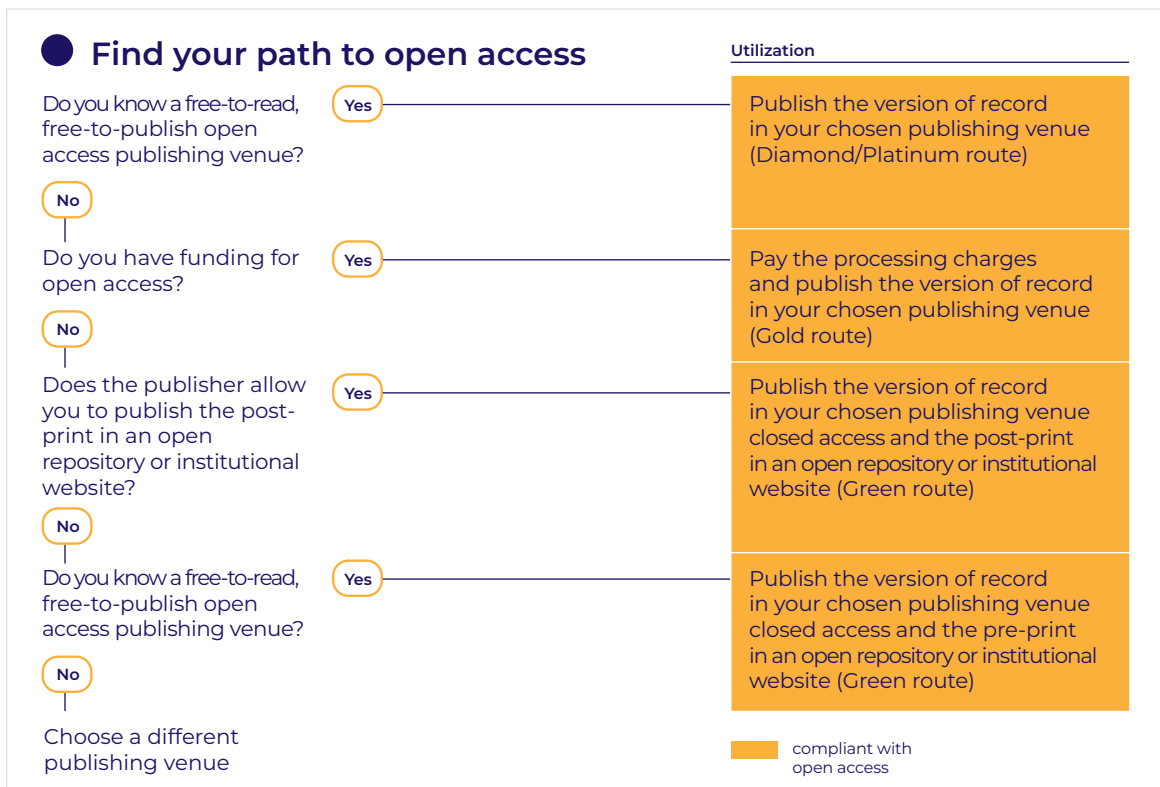 Find your path to open access
Utilization
Do you know a free-to-read,
free-to-publish open
access publishing venue?
Yes
Publish the version of record
in your chosen publishing venue
(Diamond/Platinum route)
No
Do you have funding for
open access?
Yes
Pay the processing charges
and publish the version of record
in your chosen publishing venue
(Gold route)
No
Does the publisher allow
you to publish the post-
print in an open
repository or institutional
website?
Yes
Publish the version of record
in your chosen publishing venue
closed access and the post-print
in an open repository or institutional
website (Green route)
No
Do you know a free-to-read,
free-to-publish open
access publishing venue?
Yes
Publish the version of record
in your chosen publishing venue
closed access and the pre-print
in an open repository or institutional
website (Green route)
No
Choose a different
publishing venue
compliant with
open access